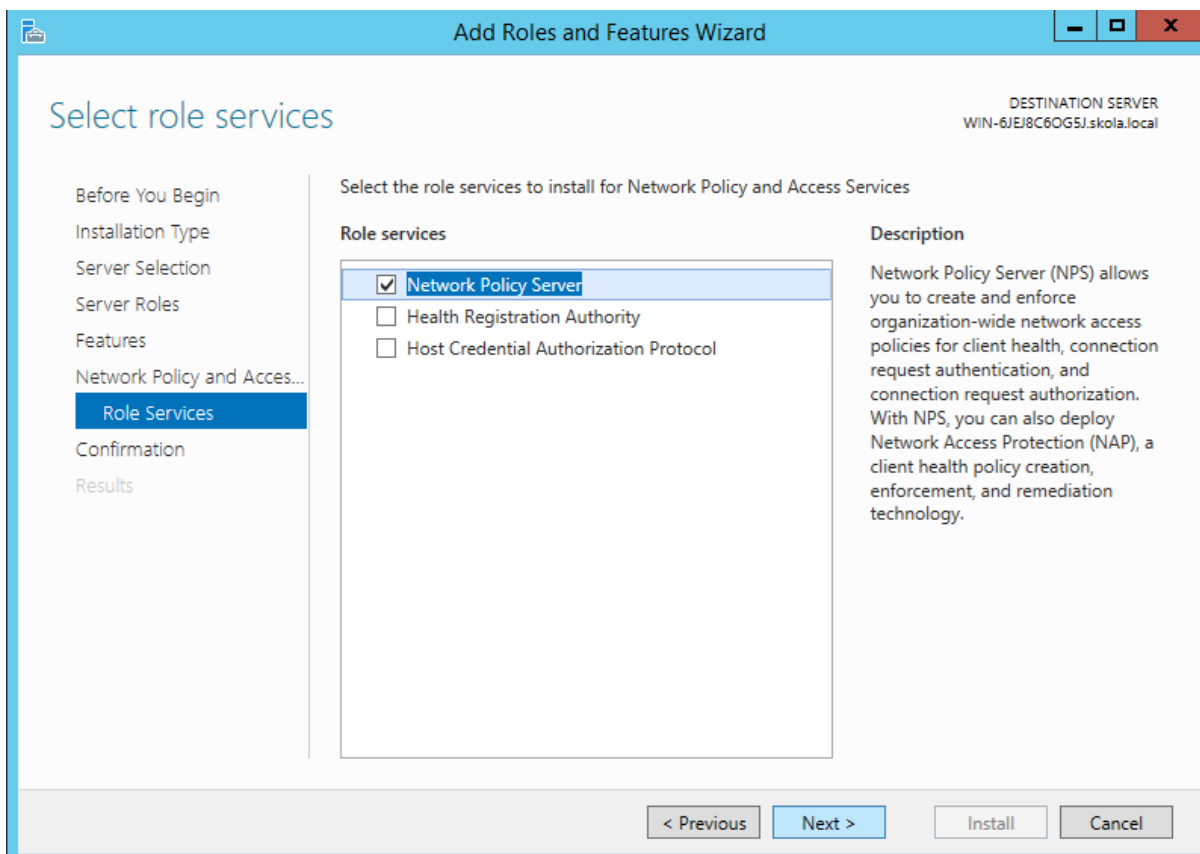 Add Roles and Features Wizard
Select role services
DESTINATION SERVER
WIN-6JEJ8C6OG5J.skola.local
Before You Begin
Installation Type
Server Selection
Server Roles
Features
Network Policy and Acces...
Role Services
Confirmation
Results
Select the role services to install for Network Policy and Access Services
Role services
Network Policy Server
Health Registration Authority
Host Credential Authorization Protocol
Description
Network Policy Server (NPS) allows
you to create and enforce
organization-wide network access
policies for client health, connection
request authentication, and
connection request authorization.
With NPS, you can also deploy
Network Access Protection (NAP), a
client health policy creation,
enforcement, and remediation
technology.
< Previous
Next >
Install
Cancel